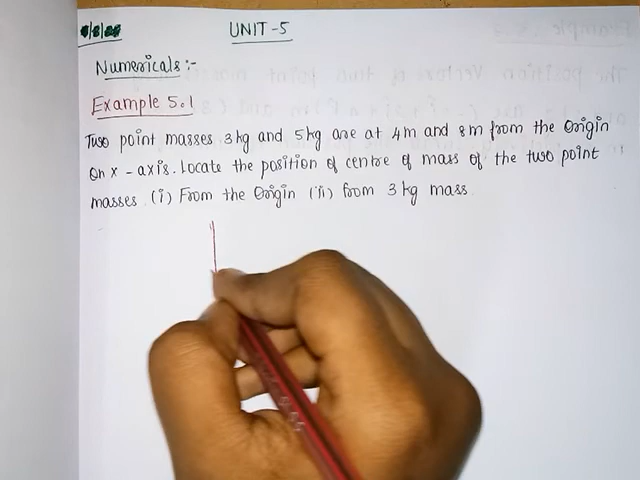 UNIT-5
Numericals:-
Example 5.1
Two point masses 3kg and 5kg are at 4m and 8m from the Origin
On x-axis. Locate the position of centre of mass of the two point
masses (i) From the Origin (ii) from 3 kg mass.